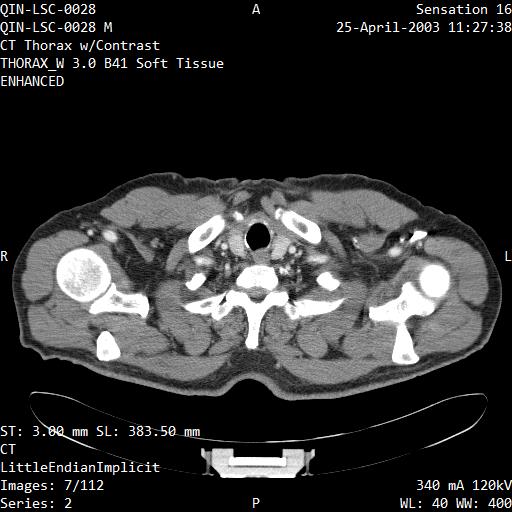 QIN-LSC-0028
A
Sensation 16
QIN-LSC-0028 M
25-April-2003 11:27:38
CT Thorax w/Contrast
THORAX_W 3.0 B41 Soft Tissue
ENHANCED
R
L
ST: 3.00 mm SL: 383.50 mm
CT
LittleEndianImplicit
Images: 7/112
340 mA 120kV
Series: 2
P
WL: 40 WW: 400